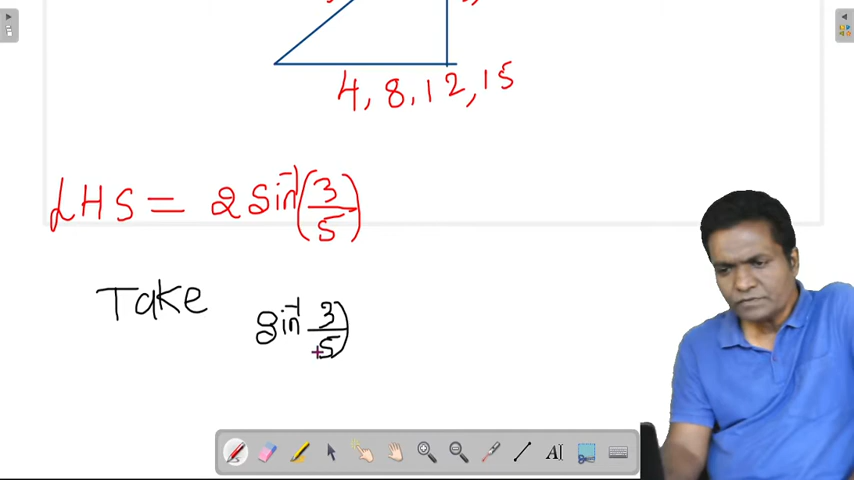 4, 8, 12, 15
LHS = 2 Sin⁻¹(3/5)
Take sin⁻¹ 3/5)